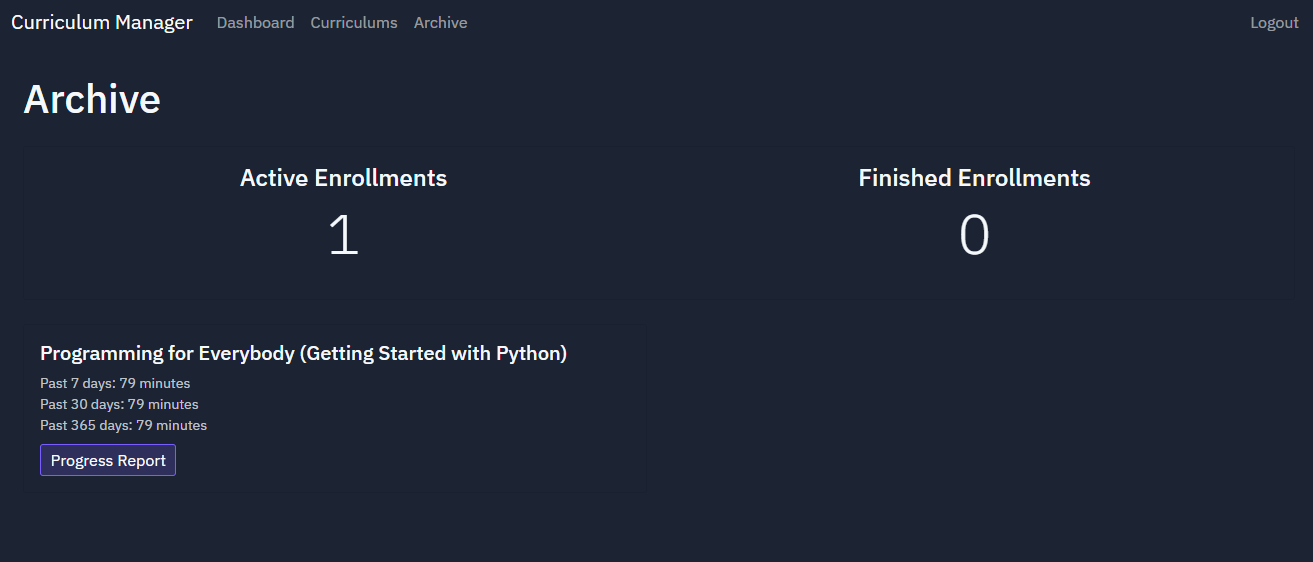 Curriculum Manager Dashboard Curriculums Archive Logout
Archive
Active Enrollments
1
Finished Enrollments
0
Programming for Everybody (Getting Started with Python)
Past 7 days: 79 minutes
Past 30 days: 79 minutes
Past 365 days: 79 minutes
Progress Report